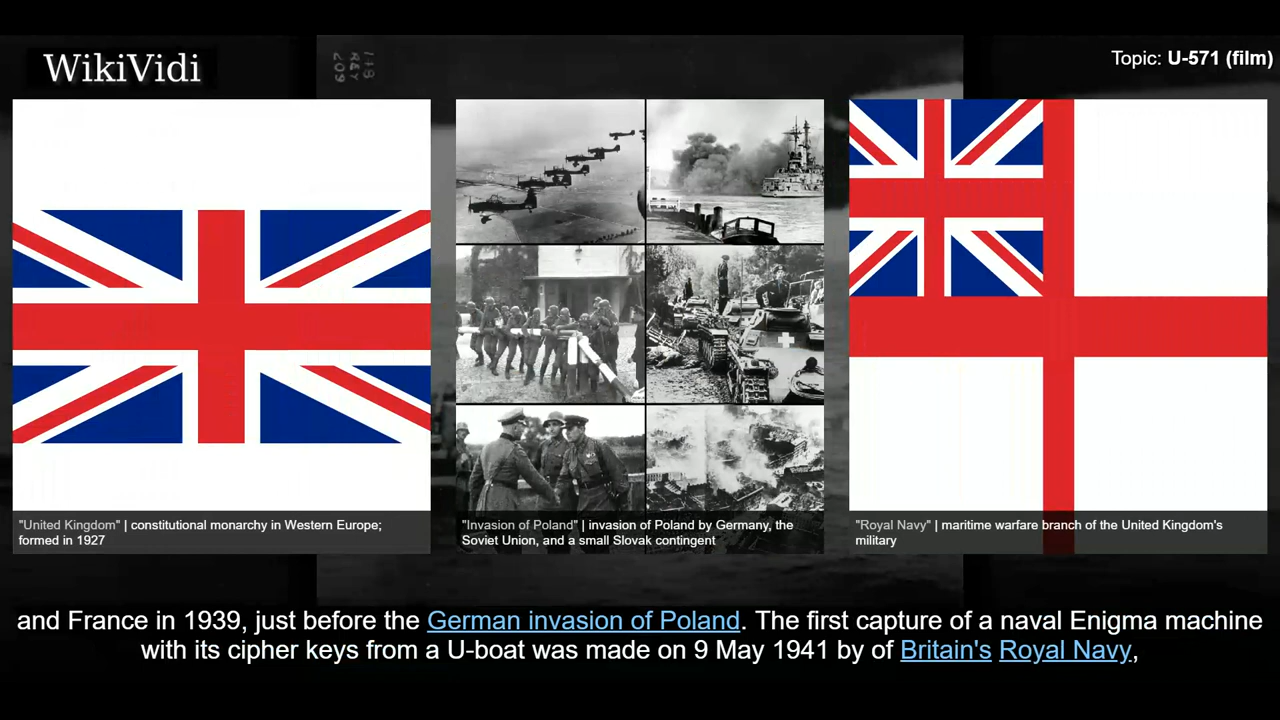 WikiVidi
Topic: U-571 (film)
"United Kingdom" | constitutional monarchy in Western Europe;
formed in 1927
"Invasion of Poland" | invasion of Poland by Germany, the
Soviet Union, and a small Slovak contingent
"Royal Navy" | maritime warfare branch of the United Kingdom's
military
and France in 1939, just before the German invasion of Poland. The first capture of a naval Enigma machine
with its cipher keys from a U-boat was made on 9 May 1941 by of Britain's Royal Navy,